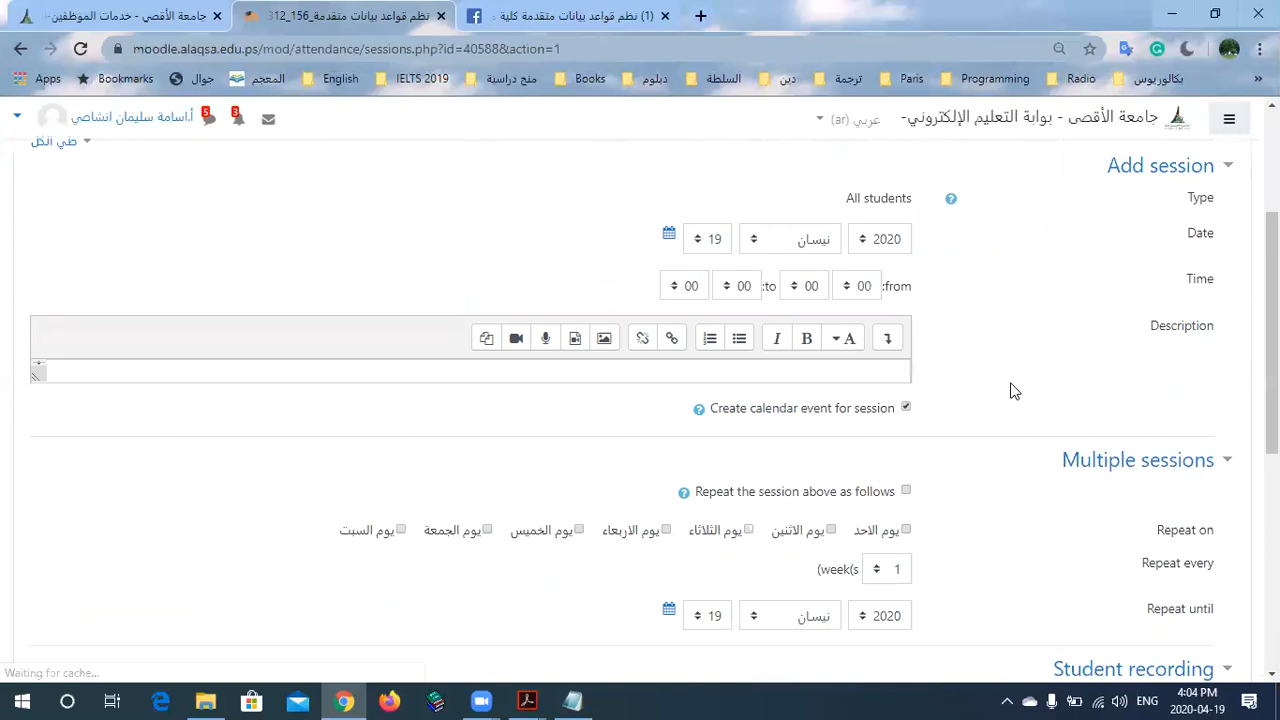 جامعة الأقصى - خدمات الموظفين-
نظم قواعد بيانات متقدمة_156_312
(1) نظم قواعد بيانات متقدمة كلية
moodle.alaqsa.edu.ps/mod/attendance/sessions.php?id=40588&action=1
Apps Bookmarks جوال المعجم English IELTS 2019 منح دراسية Books دبلوم السلطة دين ترجمة Paris Programming Radio بكالوريوس »
جامعة الأقصى - بوابة التعليم الإلكتروني-
عربي (ar)
3
5
أ.اسامة سليمان انشاصي
طي الكل
Add session
Type
All students
Date
2020 نيسان 19
Time
from: 00 00 to: 00 00
Description
A B I
Create calendar event for session
Multiple sessions
Repeat the session above as follows
Repeat on
يوم الاحد يوم الاثنين يوم الثلاثاء يوم الاربعاء يوم الخميس يوم الجمعة يوم السبت
Repeat every
1 (week(s
Repeat until
2020 نيسان 19
Student recording
Waiting for cache...
ENG
4:04 PM
2020-04-19